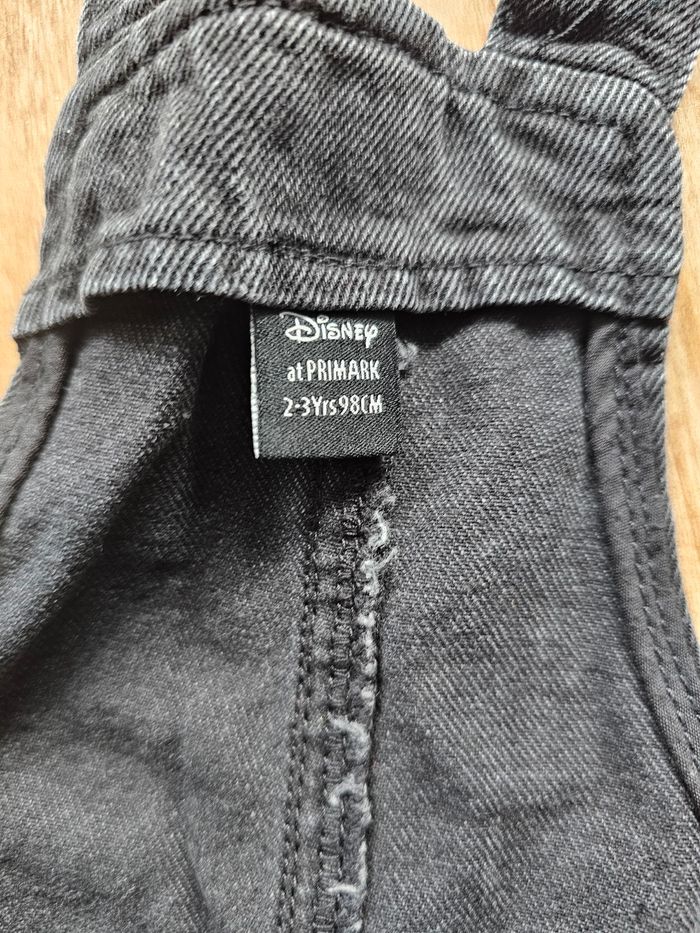 Disney
at PRIMARK
2-3Yrs98CM